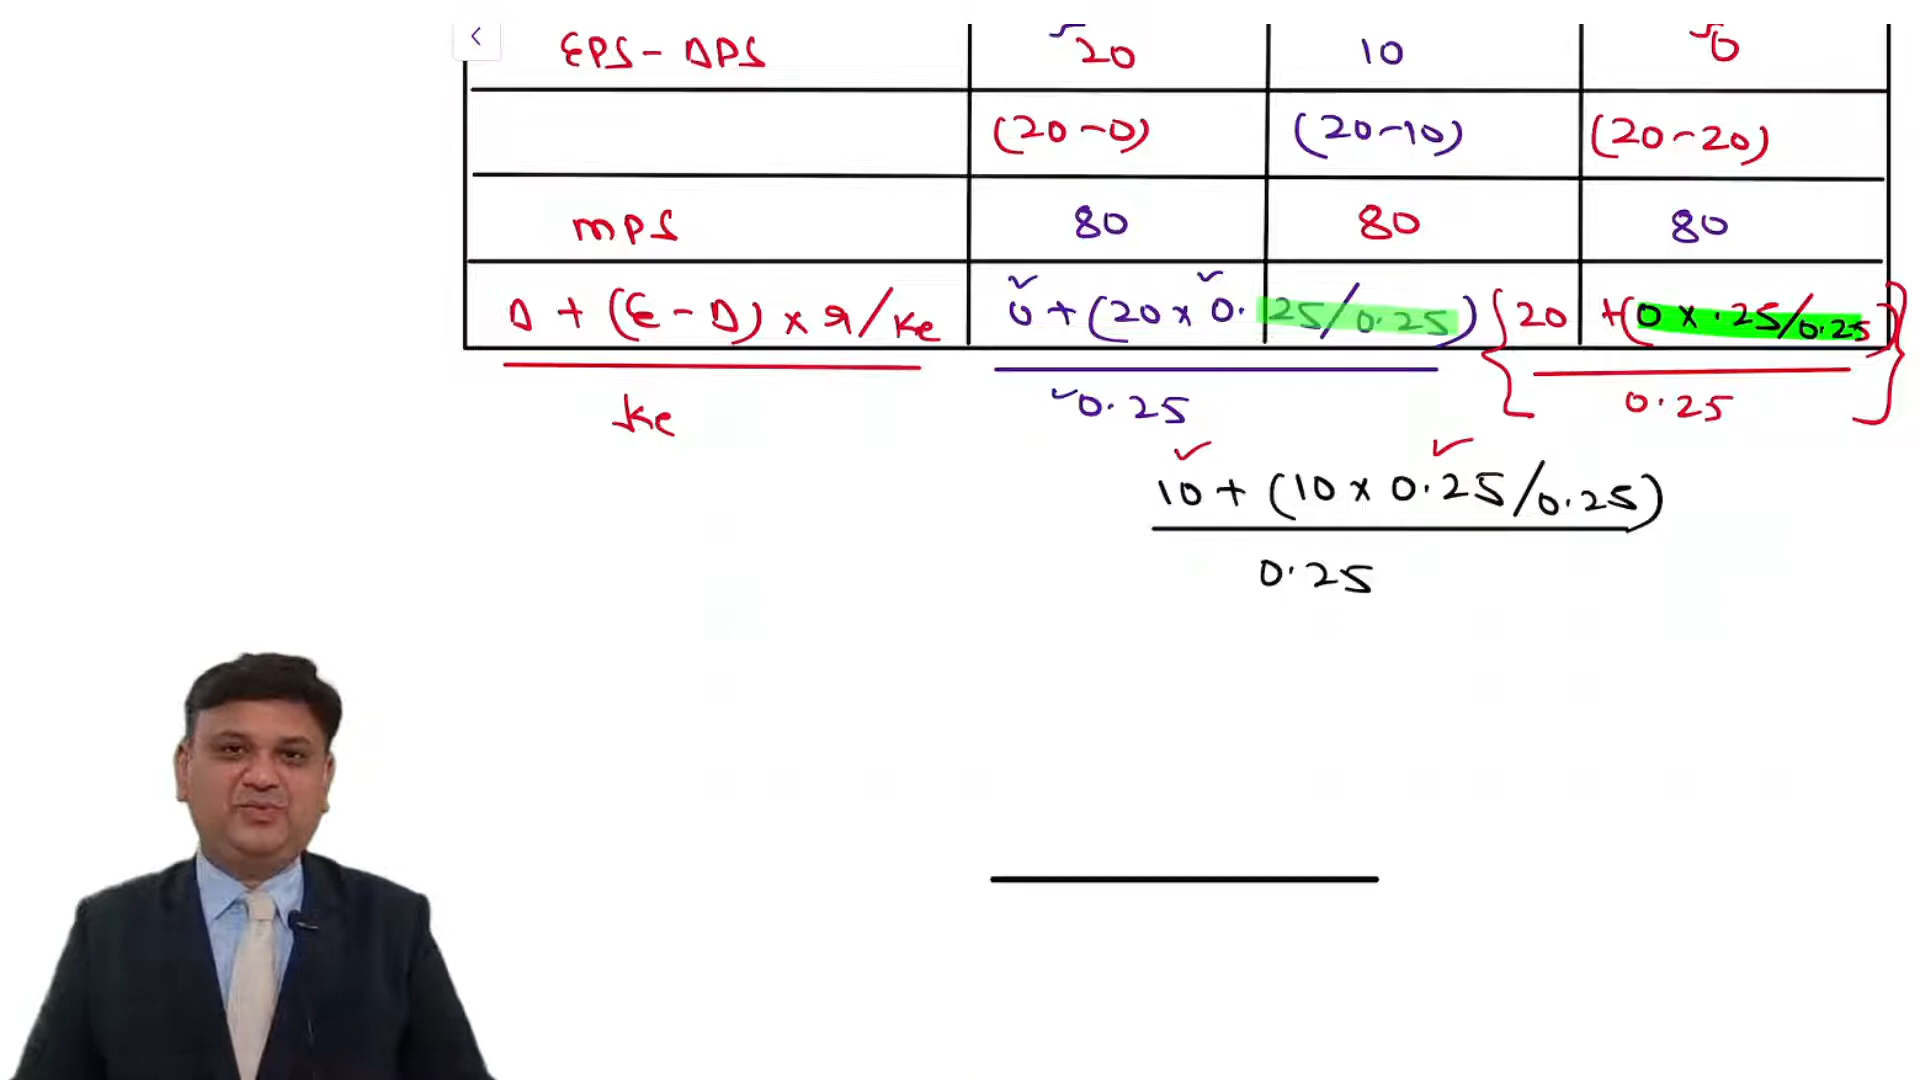 EPS - DPS 20 10 0
(20-0) (20-10) (20-20)
MPS 80 80 80
D + (E - D) x r/ke 0 + (20 x 0.25/0.25) 20 + (0 x .25/0.25)
ke 0.25 0.25
10 + (10 x 0.25/0.25)
0.25